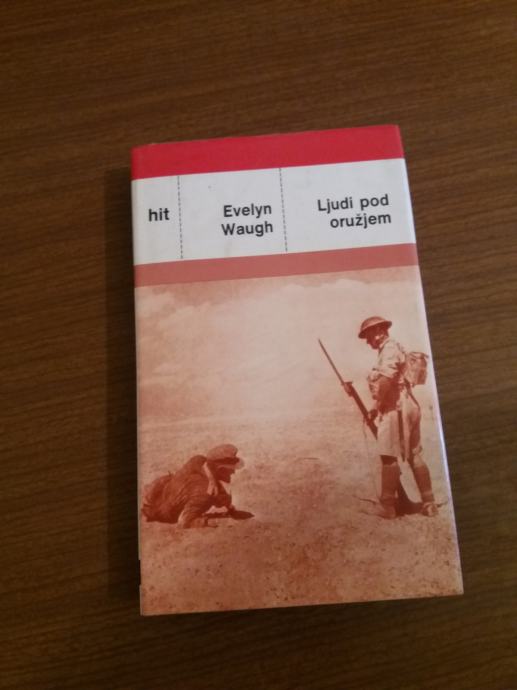 hit
Evelyn
Waugh
Ljudi pod
oružjem